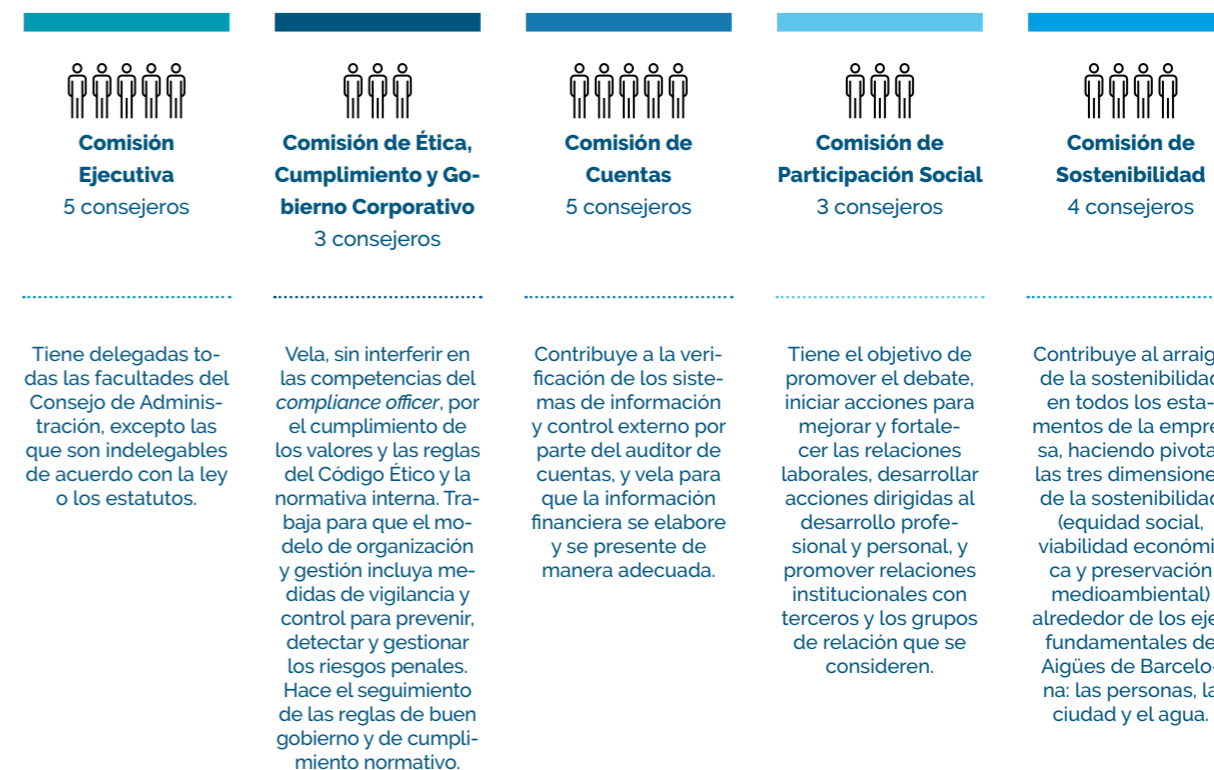 Comisión
Ejecutiva
5 consejeros
Tiene delegadas to-
das las facultades del
Consejo de Adminis-
tración, excepto las
que son indelegables
de acuerdo con la ley
o los estatutos.
Comisión de Ética,
Cumplimiento y Go-
bierno Corporativo
3 consejeros
Vela, sin interferir en
las competencias del
compliance officer, por
el cumplimiento de
los valores y las reglas
del Código Ético y la
normativa interna. Tra-
baja para que el mo-
delo de organización
y gestión incluya me-
didas de vigilancia y
control para prevenir,
detectar y gestionar
los riesgos penales.
Hace el seguimiento
de las reglas de buen
gobierno y de cumpli-
miento normativo.
Comisión de
Cuentas
5 consejeros
Contribuye a la veri-
ficación de los siste-
mas de información
y control externo por
parte del auditor de
cuentas, y vela para
que la información
financiera se elabore
y se presente de
manera adecuada.
Comisión de
Participación Social
3 consejeros
Tiene el objetivo de
promover el debate,
iniciar acciones para
mejorar y fortale-
cer las relaciones
laborales, desarrollar
acciones dirigidas al
desarrollo profe-
sional y personal, y
promover relaciones
institucionales con
terceros y los grupos
de relación que se
consideren.
Comisión de
Sostenibilidad
4 consejeros
Contribuye al arraig
de la sostenibilidad
en todos los esta-
mentos de la empre
sa, haciendo pivota
las tres dimensione
de la sostenibilidad
(equidad social,
viabilidad económi
ca y preservación
medioambiental)
alrededor de los eje
fundamentales de
Aigües de Barcelo-
na: las personas, la
ciudad y el agua.